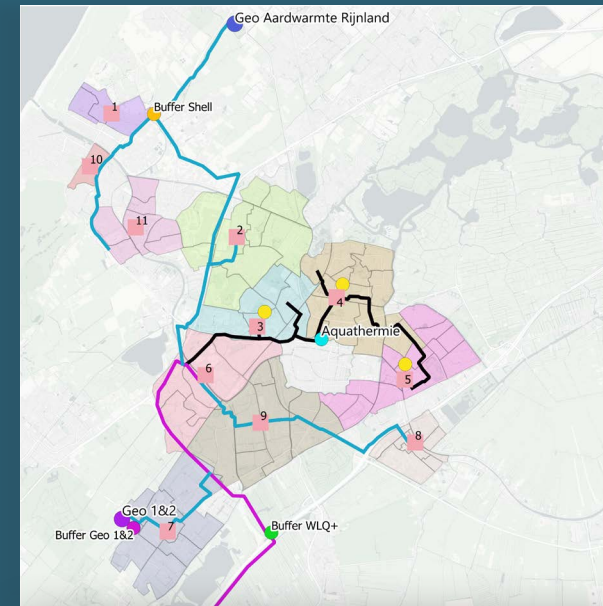 Geo Aardwarmte Rijnland
1
Buffer Shell
10
11
2
4
3
Aquathermie
6
5
9
8
Geo 1&2
7
Buffer Geo 1&2
Buffer WLQ+